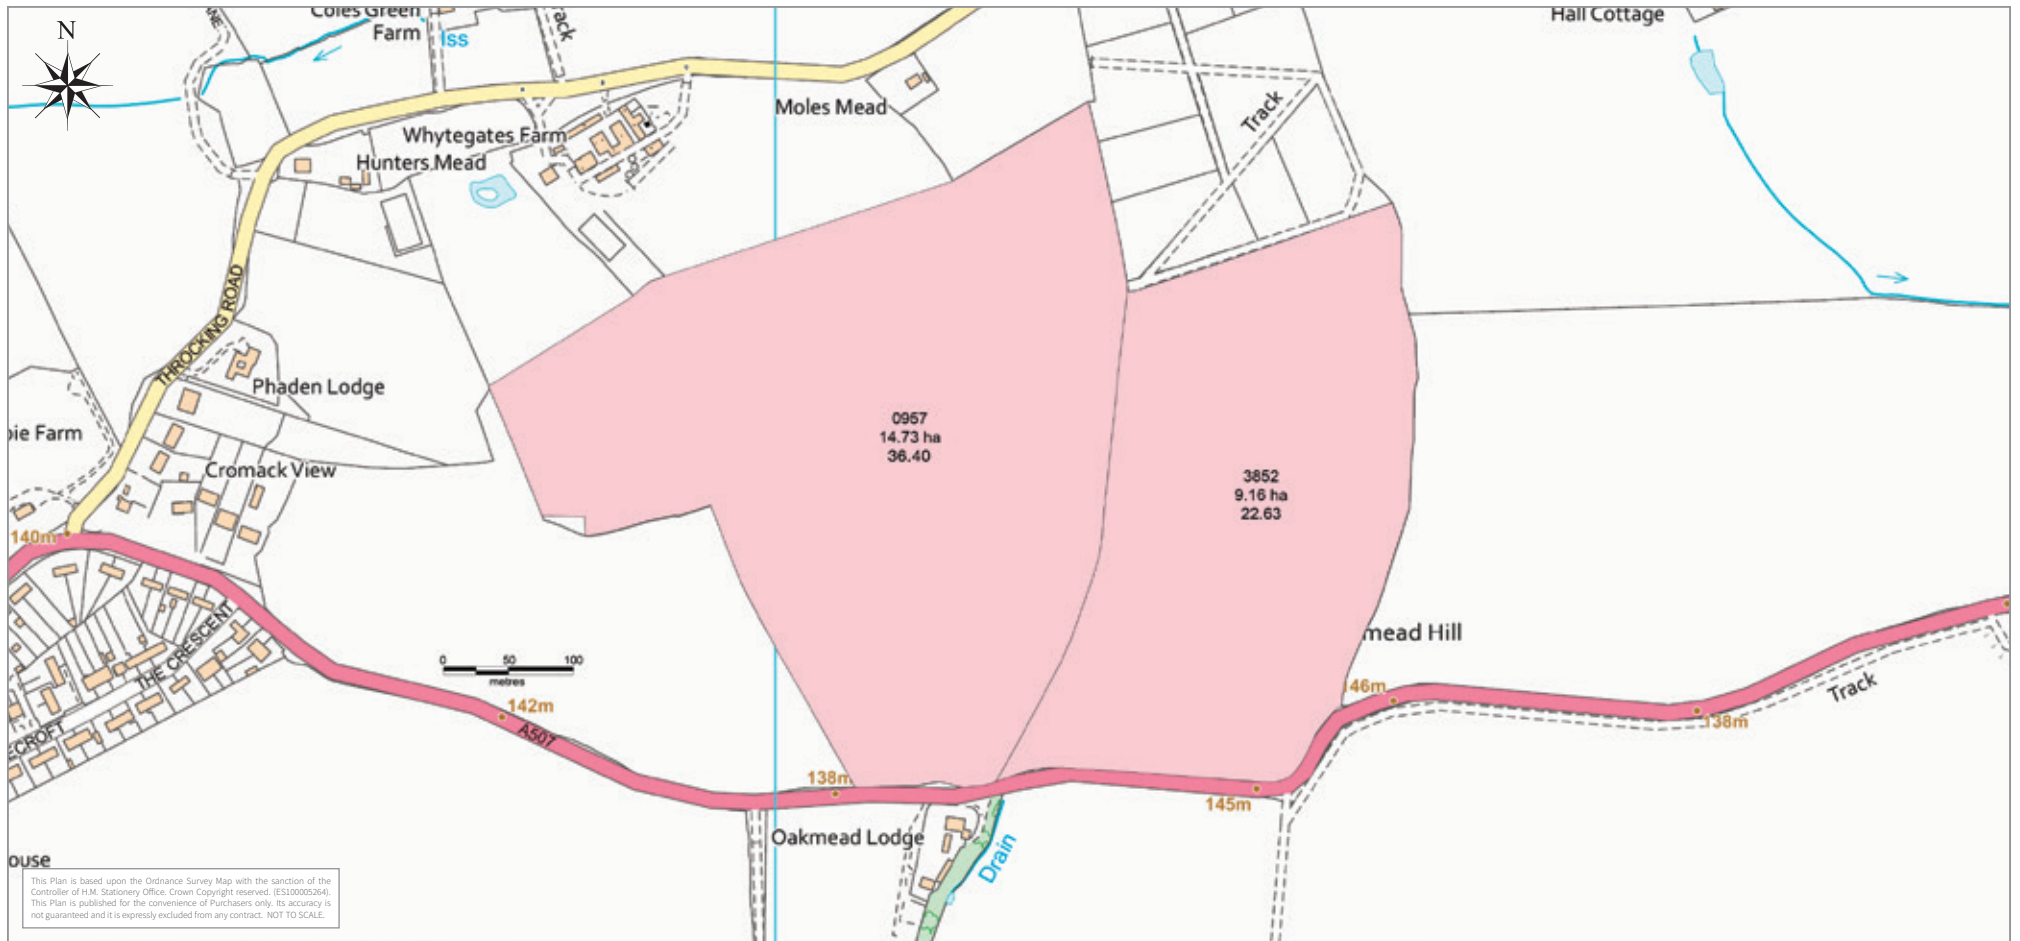 N
Coles Green
Farm
Iss
Track
Hall Cottage
Moles Mead
Track
Whytegates Farm
Hunters Mead
THROCKING ROAD
Phaden Lodge
pie Farm
Cromack View
0957
14.73 ha
36.40
3852
9.16 ha
22.63
140m
THE CRESCENT
mead Hill
0 50 100
metres
146m
142m
A507
Track
138m
ECROFT
138m
145m
Oakmead Lodge
Drain
ouse
This Plan is based upon the Ordnance Survey Map with the sanction of the
Controller of H.M. Stationery Office. Crown Copyright reserved. (ES100005264).
This Plan is published for the convenience of Purchasers only. Its accuracy is
not guaranteed and it is expressly excluded from any contract. NOT TO SCALE.